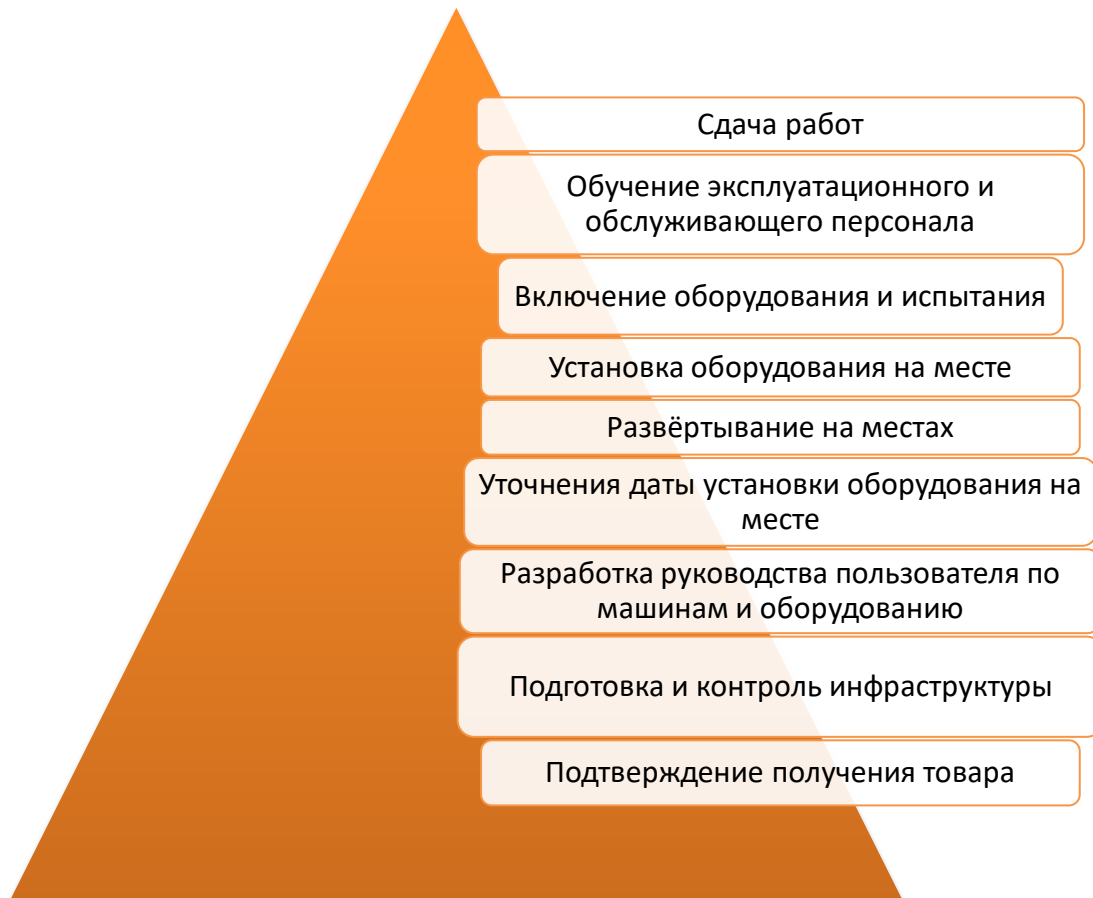 Сдача работ
Обучение эксплуатационного и
обслуживающего персонала
Включение оборудования и испытания
Установка оборудования на месте
Развёртывание на местах
Уточнения даты установки оборудования на
месте
Разработка руководства пользователя по
машинам и оборудованию
Подготовка и контроль инфраструктуры
Подтверждение получения товара